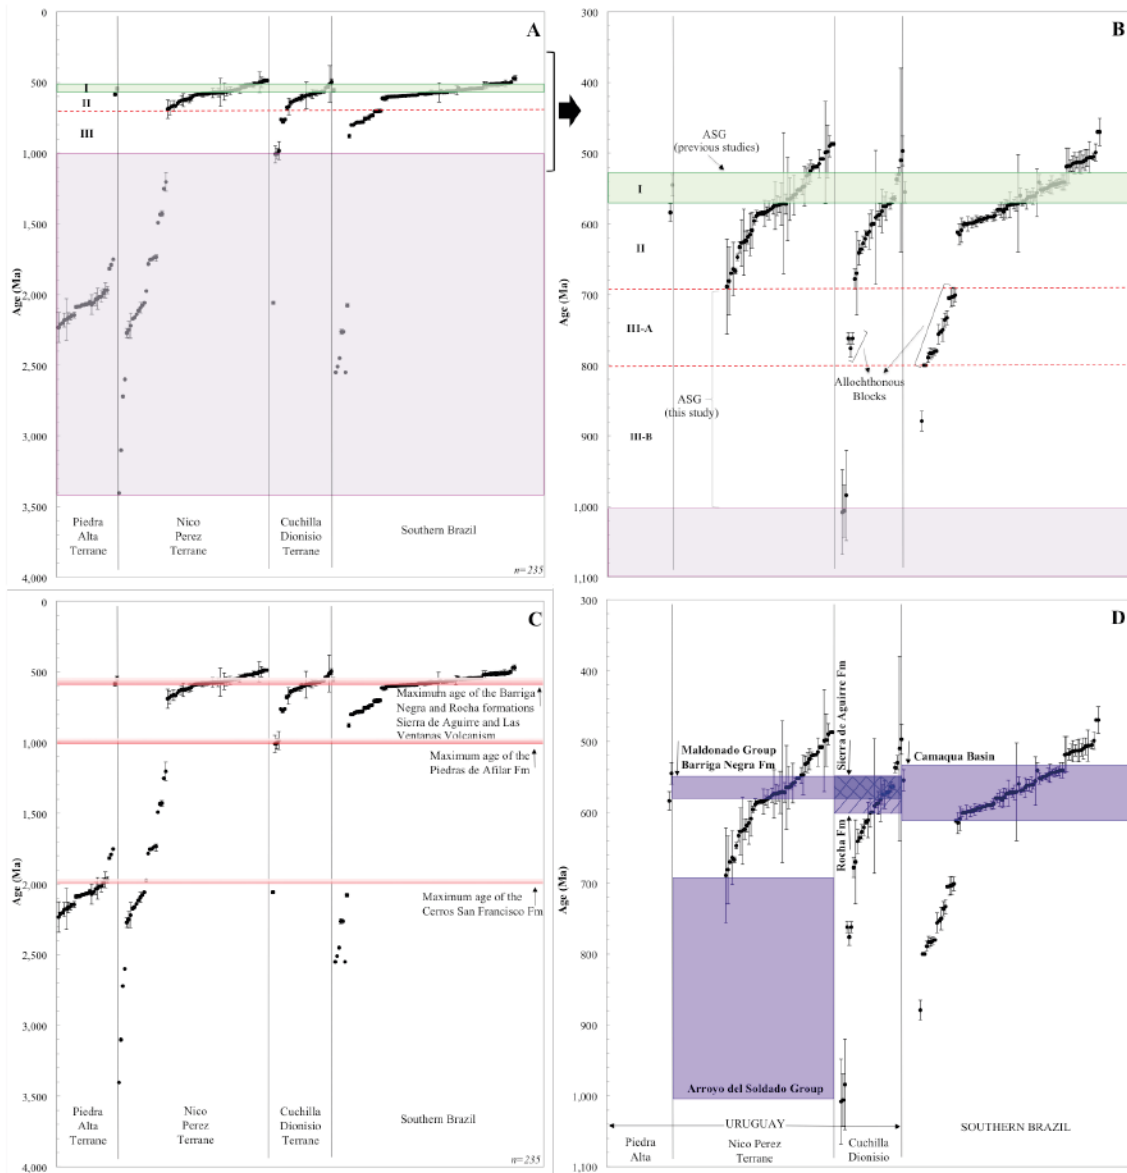 A
0
500
1,000
1,500
2,000
2,500
3,000
3,500
4,000
Age (Ma)
I
II
III
Piedra
Alta
Terrane
Nico
Perez
Terrane
Cuchilla
Dionisio
Terrane
Southern Brazil
n=235
B
300
400
500
600
700
800
900
1,000
1,100
Age (Ma)
ASG
(previous studies)
I
II
III-A
III-B
ASG
(this study)
Allochthonous
Blocks
C
0
500
1,000
1,500
2,000
2,500
3,000
3,500
4,000
Age (Ma)
Maximum age of the Barriga
Negra and Rocha formations
Sierra de Aguirre and Las
Ventanas Volcanism
Maximum age of the
Piedras de Afilar Fm
Maximum age of the
Cerros San Francisco Fm
Piedra
Alta
Terrane
Nico
Perez
Terrane
Cuchilla
Dionisio
Terrane
Southern Brazil
n=235
D
300
400
500
600
700
800
900
1,000
1,100
Age (Ma)
Maldonado Group
Barriga Negra Fm
Sierra de Aguirre Fm
Rocha Fm
Camaqua Basin
Arroyo del Soldado Group
URUGUAY
Piedra
Alta
Nico Perez
Terrane
Cuchilla
Dionisio
SOUTHERN BRAZIL